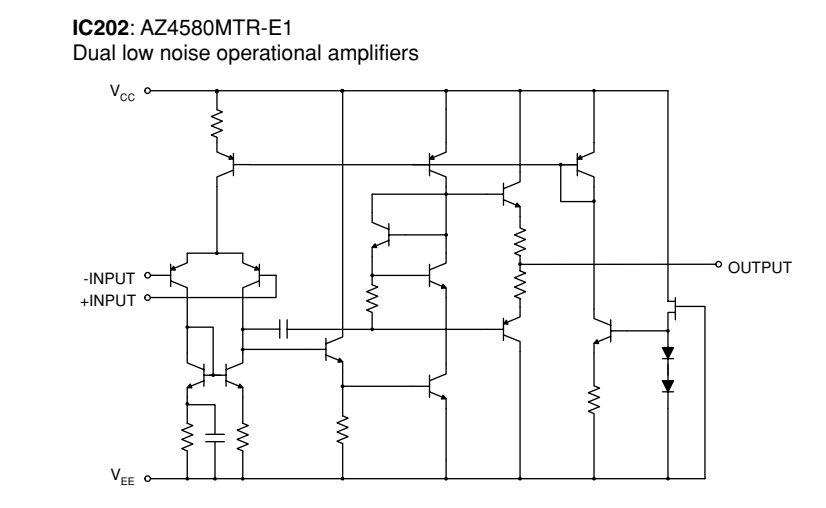 IC202: AZ4580MTR-E1
Dual low noise operational amplifiers
VCC
-INPUT
+INPUT
OUTPUT
VEE